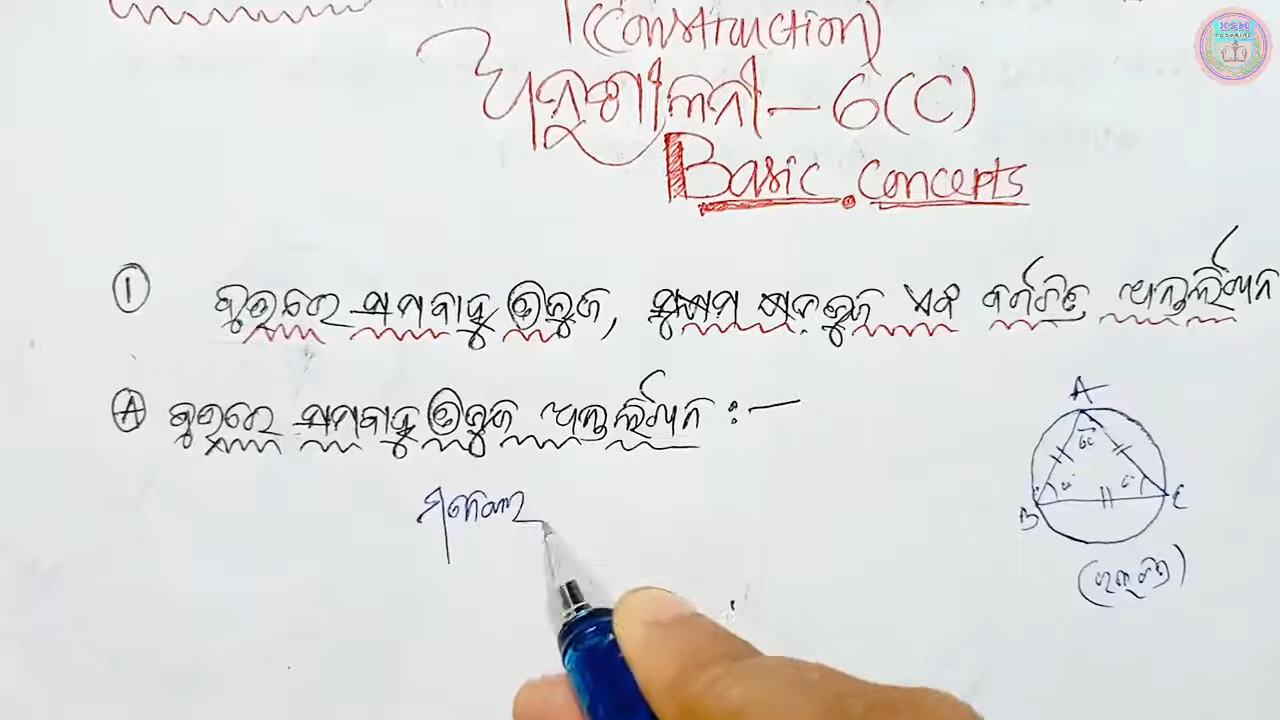 (Construction)
ଅନୁଶୀଳନୀ - 6(C)
Basic Concepts
① ବୃତ୍ତରେ ସମବାହୁ ତ୍ରିଭୁଜ, ସୁଷମ ଷଡ଼ଭୁଜ ଏବଂ ବର୍ଗଚିତ୍ର ଅନ୍ତର୍ଲିଖନ
Ⓐ ବୃତ୍ତରେ ସମବାହୁ ତ୍ରିଭୁଜ ଅନ୍ତର୍ଲିଖନ :-
A
B
C